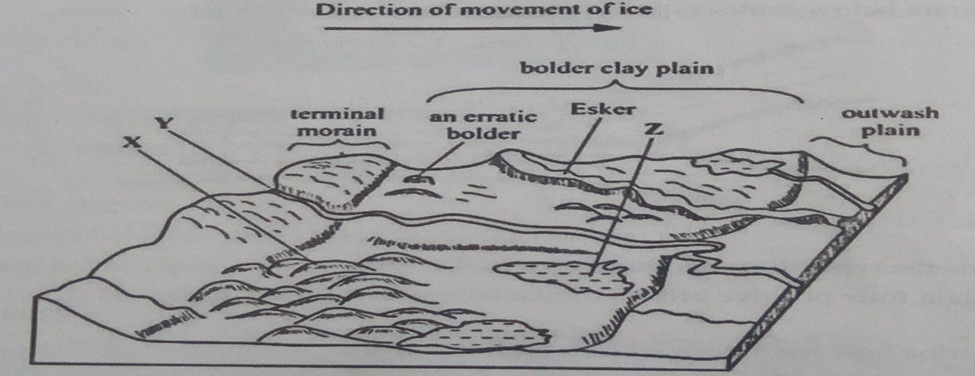 Direction of movement of ice
bolder clay plain
terminal
morain
an erratic
bolder
Esker
Z
outwash
plain
Y
X